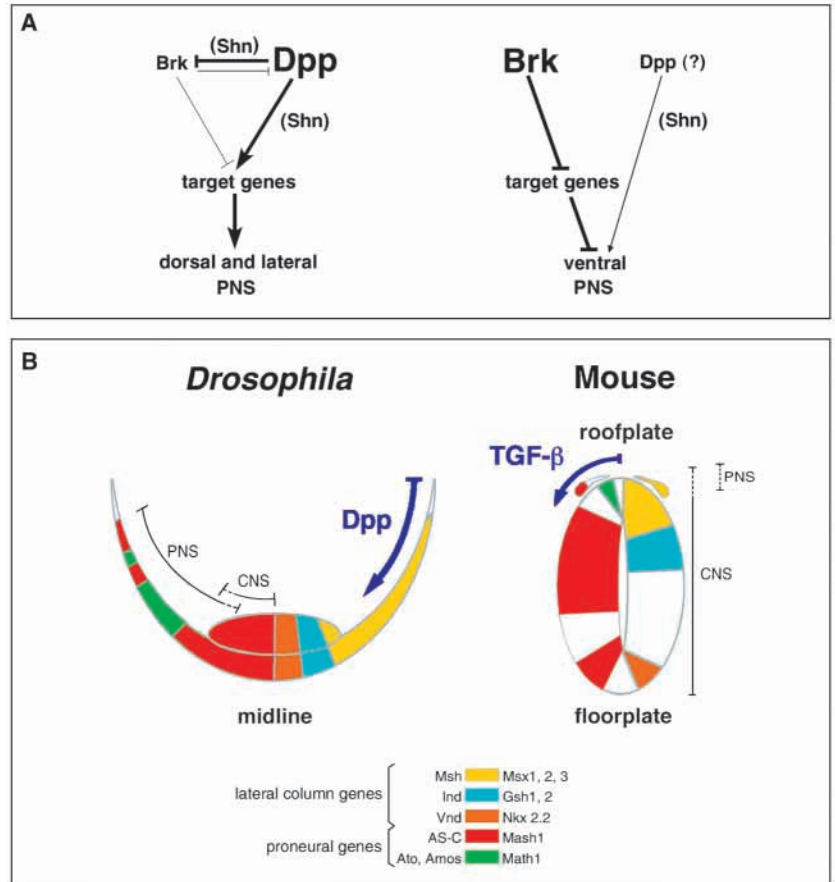 A
(Shn)
Brk Dpp
(Shn)
target genes
dorsal and lateral
PNS
Brk Dpp (?)
(Shn)
target genes
ventral
PNS
B
Drosophila
Mouse
roofplate
TGF-β
PNS
Dpp
PNS
CNS
CNS
midline
floorplate
lateral column genes
proneural genes
Msh Msx1, 2, 3
Ind Gsh1, 2
Vnd Nkx 2.2
AS-C Mash1
Ato, Amos Math1